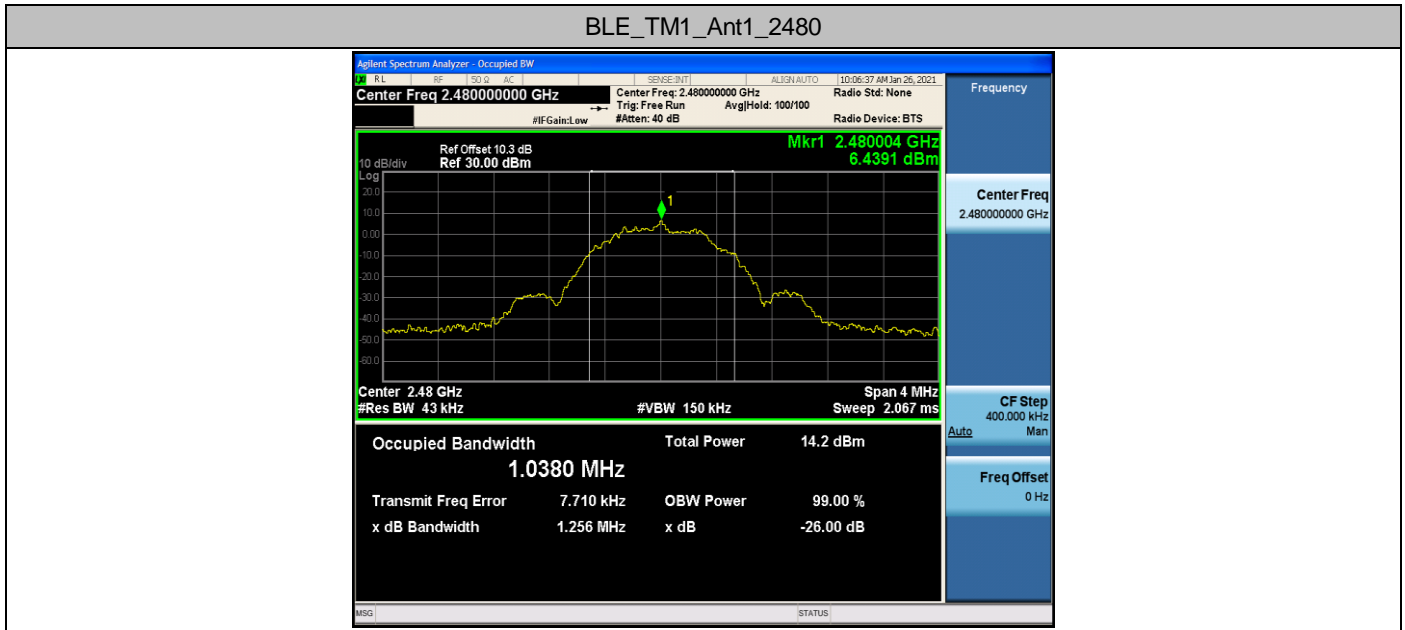 BLE_TM1_Ant1_2480
Agilent Spectrum Analyzer - Occupied BW
RL RF 50 Ω AC SENSE:INT ALIGN AUTO 10:06:37 AM Jan 26, 2021
Center Freq 2.480000000 GHz
Center Freq: 2.480000000 GHz Radio Std: None
Trig: Free Run Avg|Hold: 100/100
#IFGain:Low #Atten: 40 dB Radio Device: BTS
Frequency
Mkr1 2.480004 GHz
6.4391 dBm
Ref Offset 10.3 dB
10 dB/div Ref 30.00 dBm
Log
20.0
1
10.0
0.00
-10.0
-20.0
-30.0
-40.0
-50.0
-60.0
Center 2.48 GHz Span 4 MHz
#Res BW 43 kHz #VBW 150 kHz Sweep 2.067 ms
Center Freq
2.480000000 GHz
CF Step
400.000 kHz
Auto Man
Freq Offset
0 Hz
Occupied Bandwidth Total Power 14.2 dBm
1.0380 MHz
Transmit Freq Error 7.710 kHz OBW Power 99.00 %
x dB Bandwidth 1.256 MHz x dB -26.00 dB
MSG STATUS